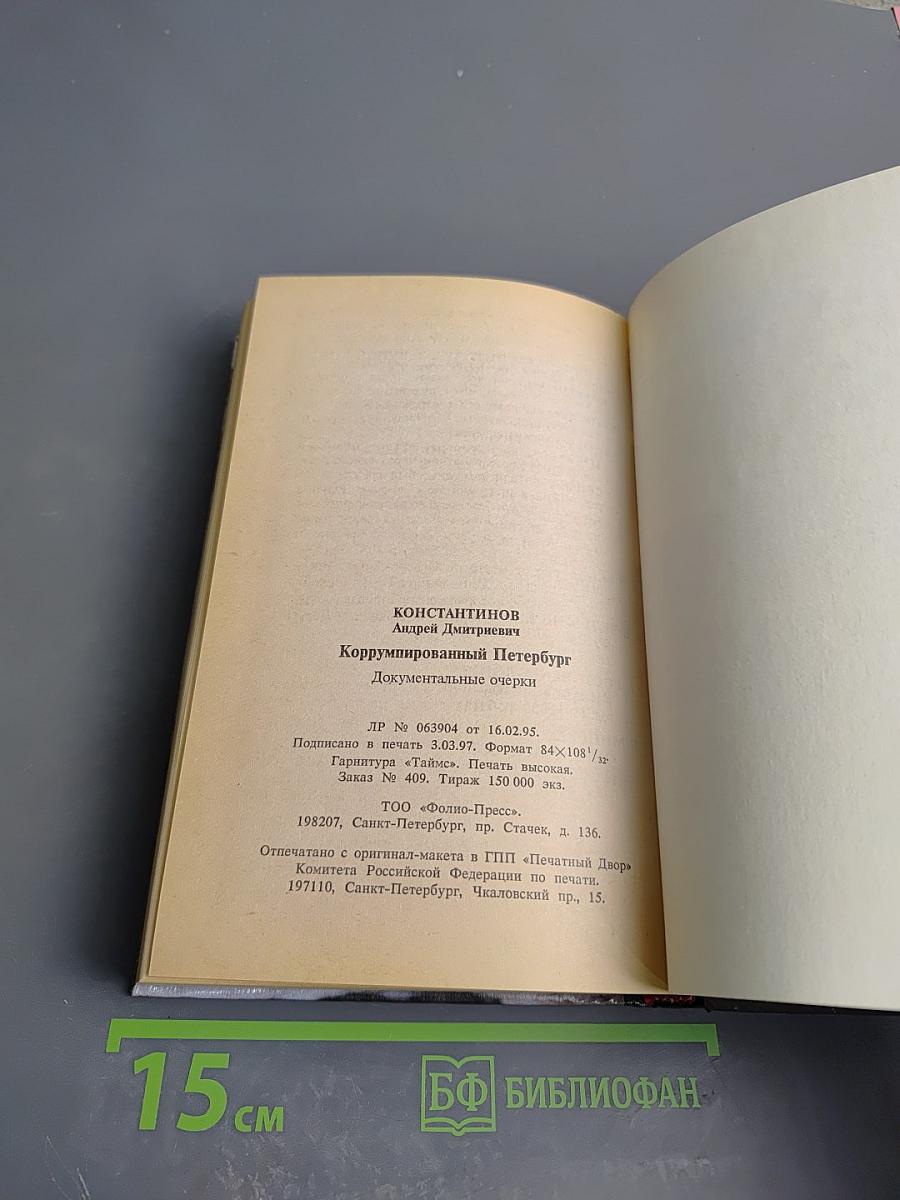 КОНСТАНТИНОВ
Андрей Дмитриевич
Коррумпированный Петербург
Документальные очерки
ЛР № 063904 от 16.02.95.
Подписано в печать 3.03.97. Формат 84×108¹/₃₂.
Гарнитура «Таймс». Печать высокая.
Заказ № 409. Тираж 150 000 экз.
ТОО «Фолио-Пресс».
198207, Санкт-Петербург, пр. Стачек, д. 136.
Отпечатано с оригинал-макета в ГПП «Печатный Двор»
Комитета Российской Федерации по печати.
197110, Санкт-Петербург, Чкаловский пр., 15.
15 см
БФ БИБЛИОФАН